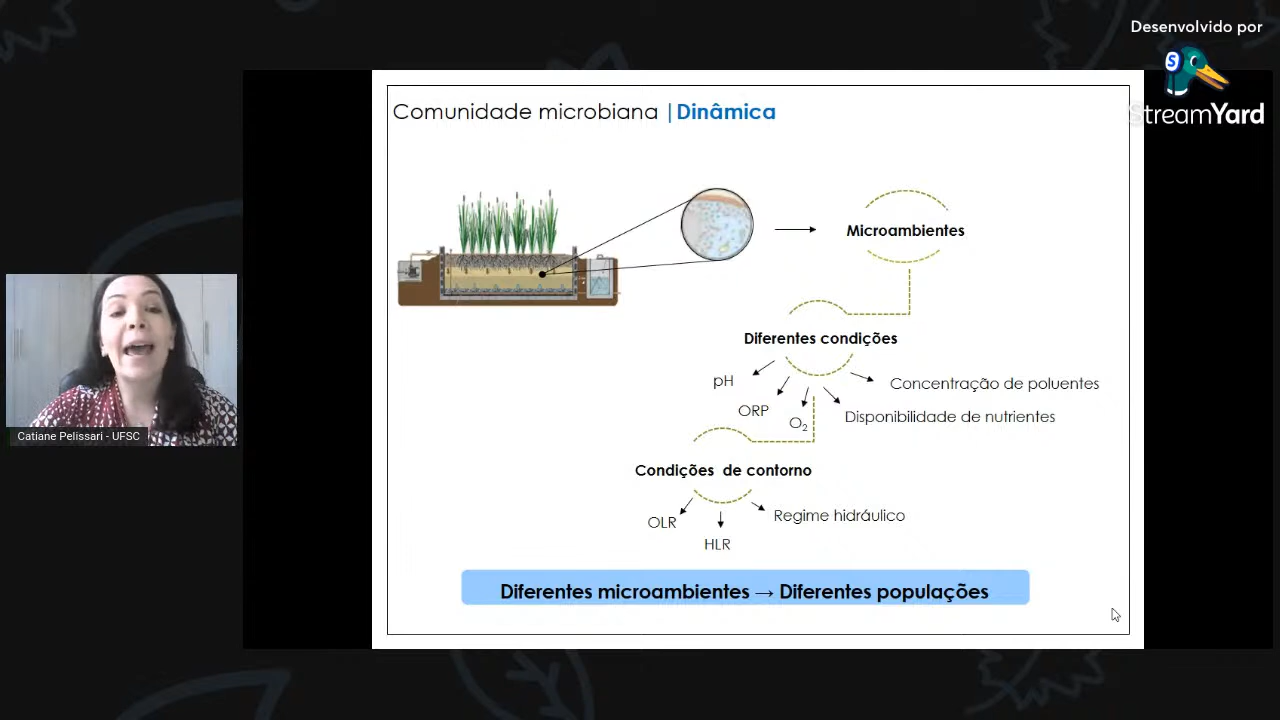 Desenvolvido por
StreamYard
Comunidade microbiana |Dinâmica
Microambientes
Diferentes condições
pH
Concentração de poluentes
ORP
Disponibilidade de nutrientes
O₂
Condições de contorno
OLR
Regime hidráulico
HLR
Diferentes microambientes → Diferentes populações
Catiane Pelissari - UFSC